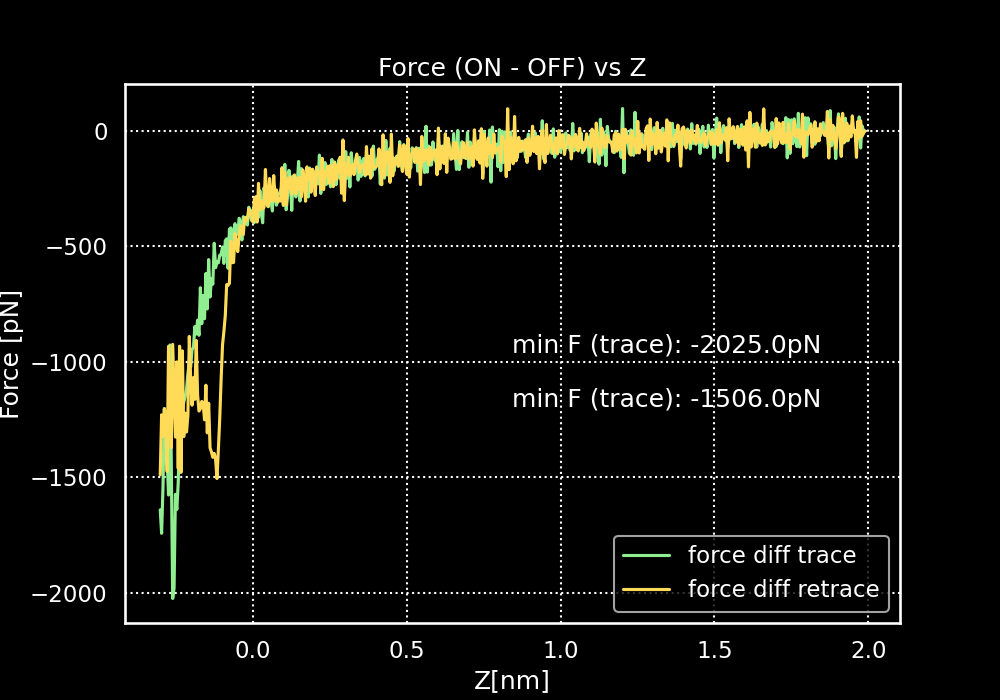 Force (ON - OFF) vs Z
Force [pN]
0
−500
−1000
−1500
−2000
min F (trace): -2025.0pN
min F (trace): -1506.0pN
force diff trace
force diff retrace
0.0 0.5 1.0 1.5 2.0
Z[nm]